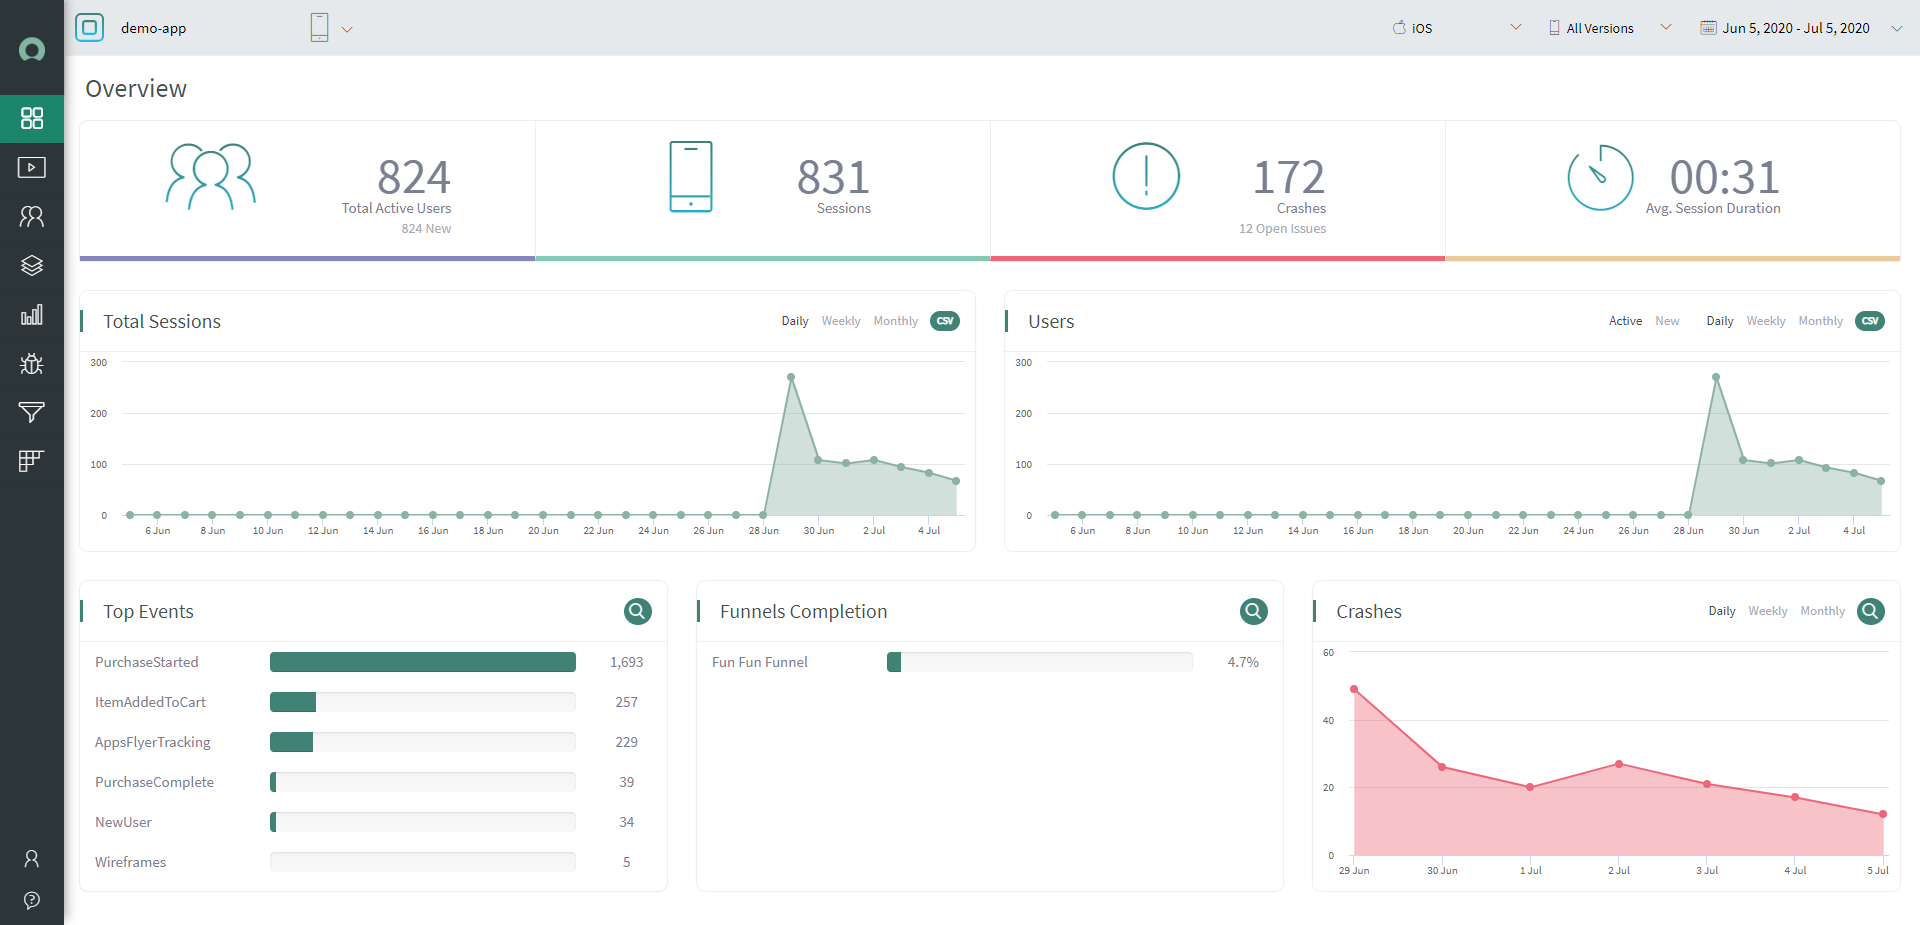 demo-app
iOS
All Versions
Jun 5, 2020 - Jul 5, 2020
Overview
824
Total Active Users
824 New
831
Sessions
172
Crashes
12 Open Issues
00:31
Avg. Session Duration
Total Sessions
Daily Weekly Monthly CSV
300
200
100
0
6 Jun 8 Jun 10 Jun 12 Jun 14 Jun 16 Jun 18 Jun 20 Jun 22 Jun 24 Jun 26 Jun 28 Jun 30 Jun 2 Jul 4 Jul
Users
Active New Daily Weekly Monthly CSV
300
200
100
0
6 Jun 8 Jun 10 Jun 12 Jun 14 Jun 16 Jun 18 Jun 20 Jun 22 Jun 24 Jun 26 Jun 28 Jun 30 Jun 2 Jul 4 Jul
Top Events
PurchaseStarted 1,693
ItemAddedToCart 257
AppsFlyerTracking 229
PurchaseComplete 39
NewUser 34
Wireframes 5
Funnels Completion
Fun Fun Funnel 4.7%
Crashes
Daily Weekly Monthly
60
40
20
0
29 Jun 30 Jun 1 Jul 2 Jul 3 Jul 4 Jul 5 Jul